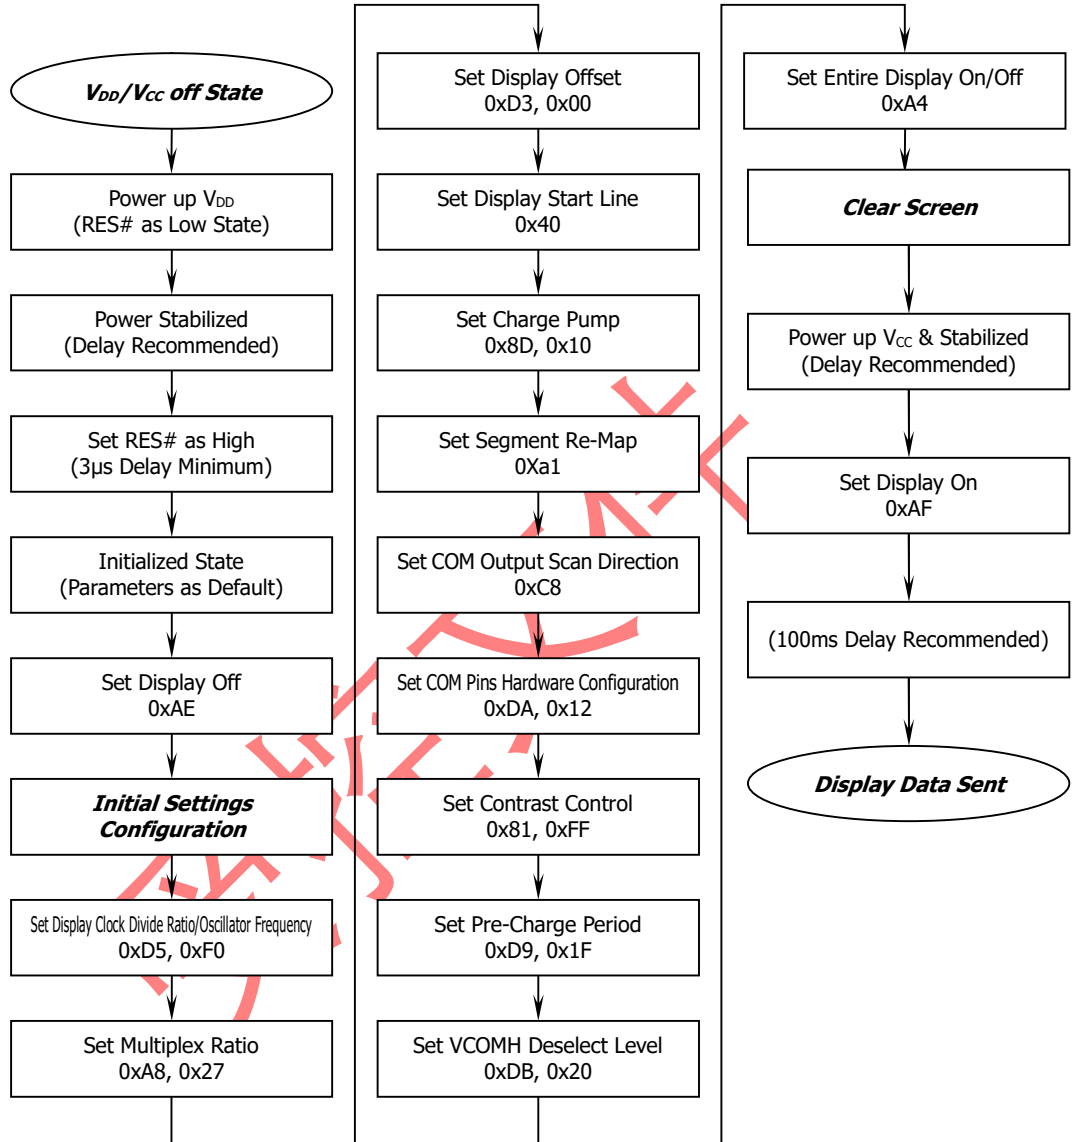 V_DD/V_CC off State
Power up V_DD
(RES# as Low State)
Power Stabilized
(Delay Recommended)
Set RES# as High
(3μs Delay Minimum)
Initialized State
(Parameters as Default)
Set Display Off
0xAE
Initial Settings
Configuration
Set Display Clock Divide Ratio/Oscillator Frequency
0xD5, 0xF0
Set Multiplex Ratio
0xA8, 0x27
Set Display Offset
0xD3, 0x00
Set Display Start Line
0x40
Set Charge Pump
0x8D, 0x10
Set Segment Re-Map
0Xa1
Set COM Output Scan Direction
0xC8
Set COM Pins Hardware Configuration
0xDA, 0x12
Set Contrast Control
0x81, 0xFF
Set Pre-Charge Period
0xD9, 0x1F
Set VCOMH Deselect Level
0xDB, 0x20
Set Entire Display On/Off
0xA4
Clear Screen
Power up V_CC & Stabilized
(Delay Recommended)
Set Display On
0xAF
(100ms Delay Recommended)
Display Data Sent